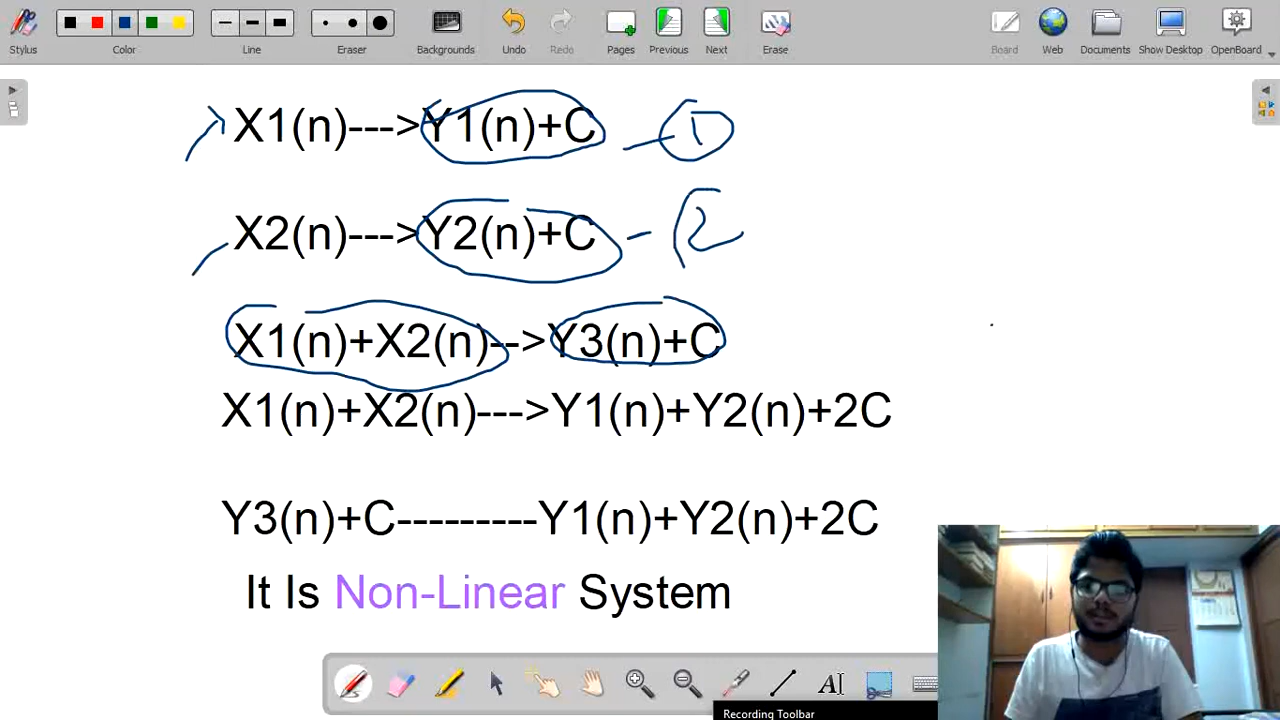 Stylus Color Line Eraser Backgrounds Undo Redo Pages Previous Next Erase Board Web Documents Show Desktop OpenBoard
X1(n)--->Y1(n)+C - 1
X2(n)--->Y2(n)+C - 2
X1(n)+X2(n)-->Y3(n)+C
X1(n)+X2(n)--->Y1(n)+Y2(n)+2C
Y3(n)+C---------Y1(n)+Y2(n)+2C
It Is Non-Linear System
AI
Recording Toolbar